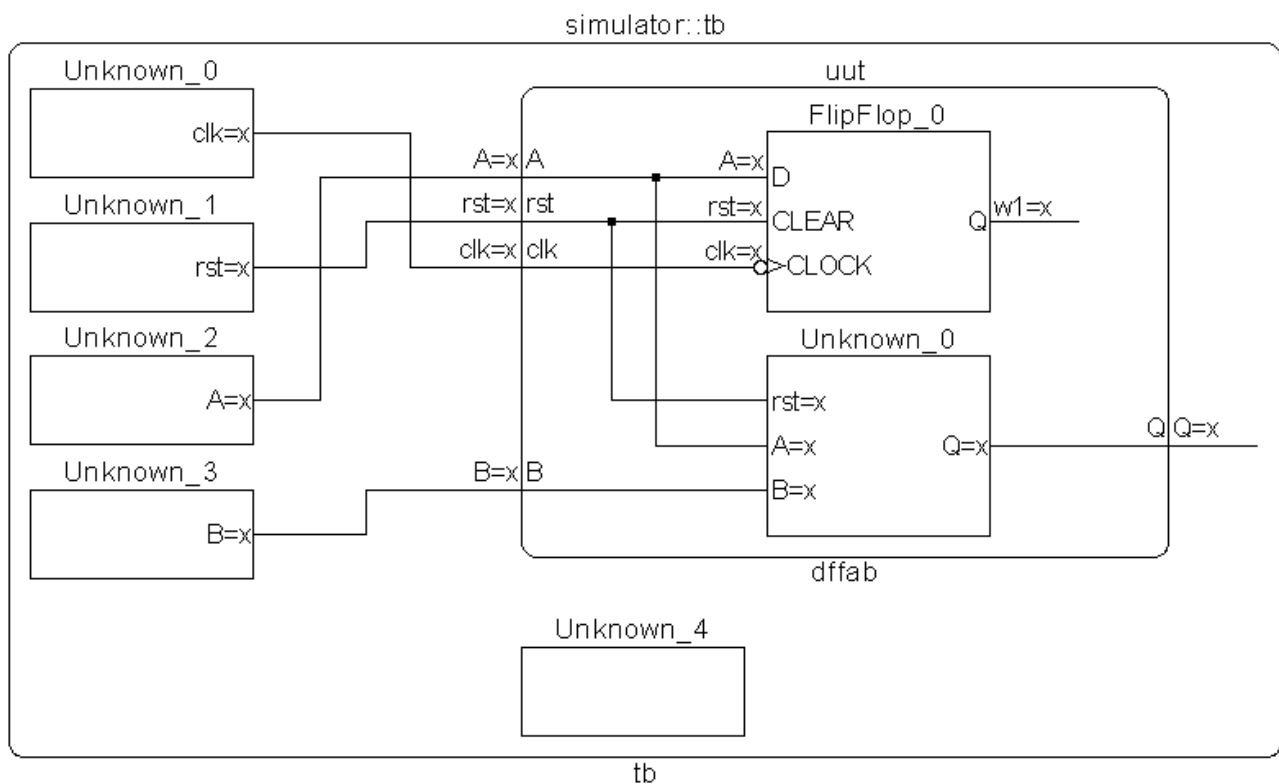 simulator::tb
Unknown_0
clk=x
Unknown_1
rst=x
Unknown_2
A=x
Unknown_3
B=x
uut
A=x A
rst=x rst
clk=x clk
B=x B
FlipFlop_0
A=x D
rst=x CLEAR
clk=x CLOCK
Q w1=x
Unknown_0
rst=x
A=x
B=x
Q=x
Q Q=x
dffab
Unknown_4
tb